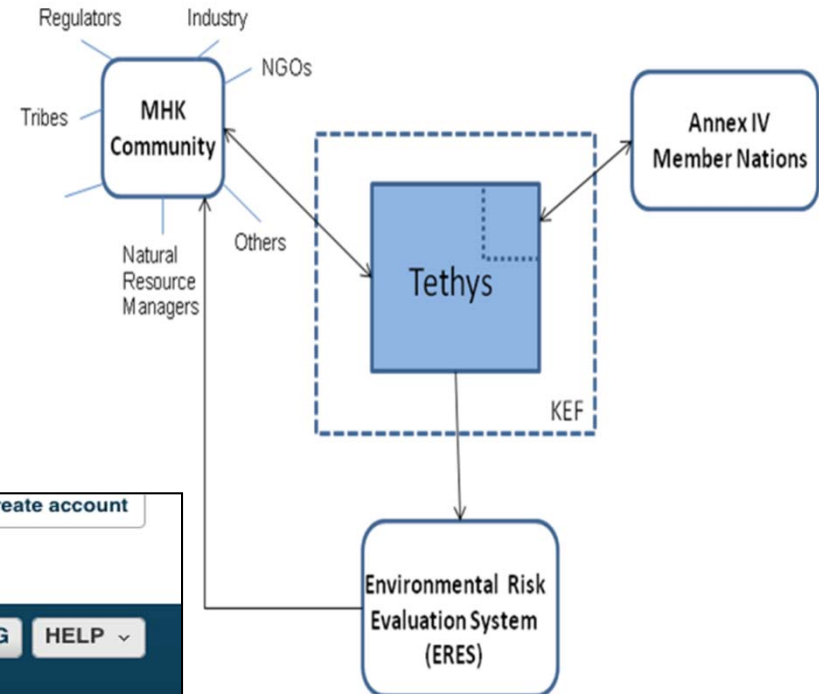 Regulators
Industry
NGOs
Tribes
MHK
Community
Annex IV
Member Nations
Others
Natural
Resource
Managers
Tethys
KEF
Environmental Risk
Evaluation System
(ERES)
account
HELP